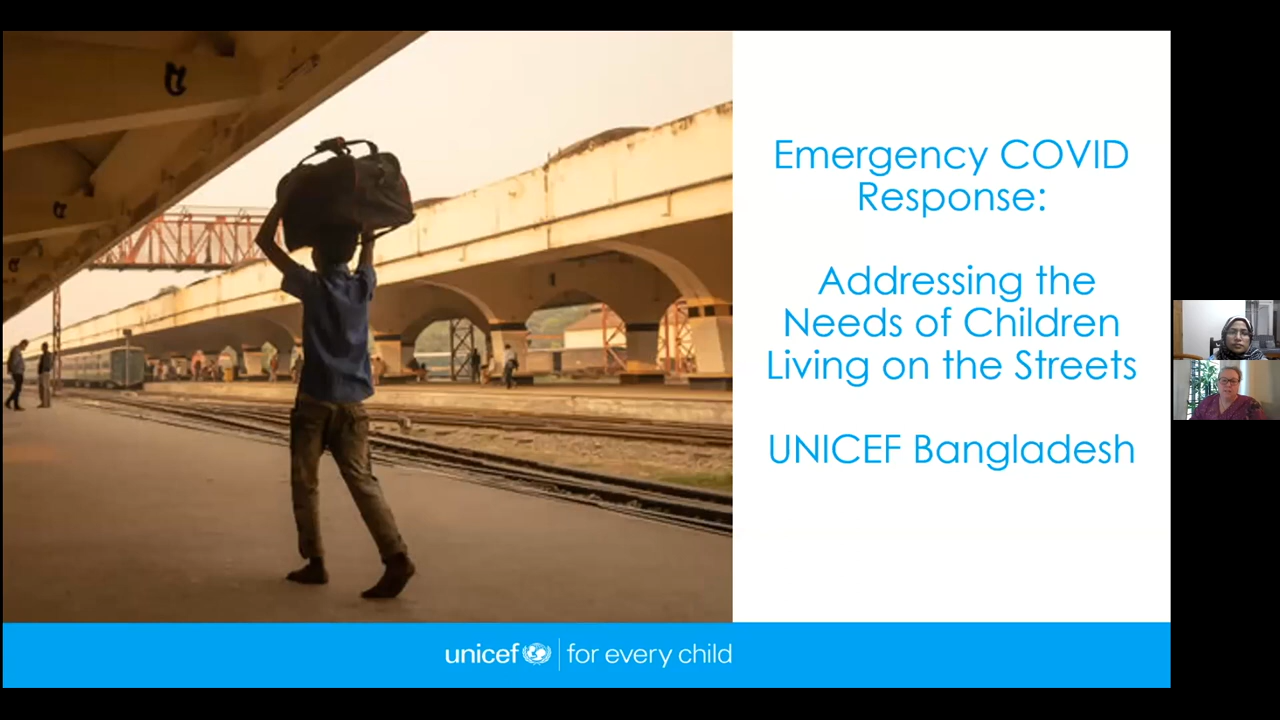 Emergency COVID
Response:
Addressing the
Needs of Children
Living on the Streets
UNICEF Bangladesh
unicef for every child